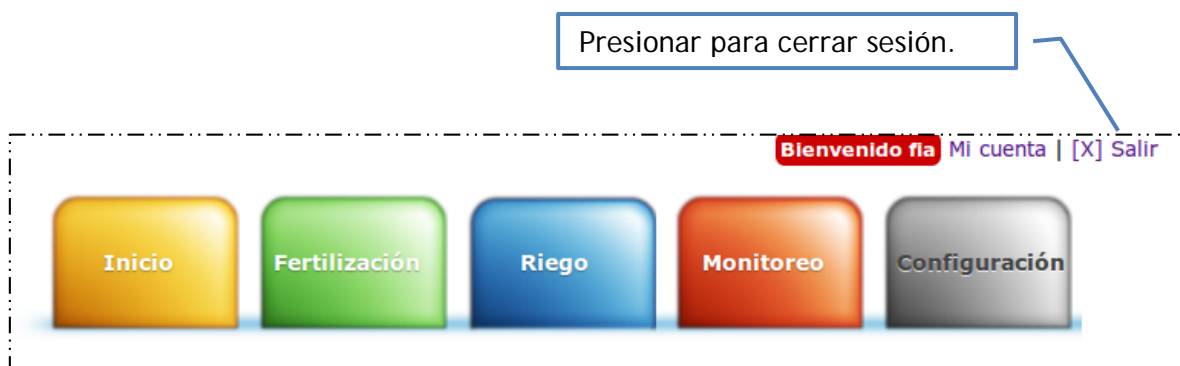 Presionar para cerrar sesión.
Bienvenido fia Mi cuenta | [X] Salir
Inicio Fertilización Riego Monitoreo Configuración